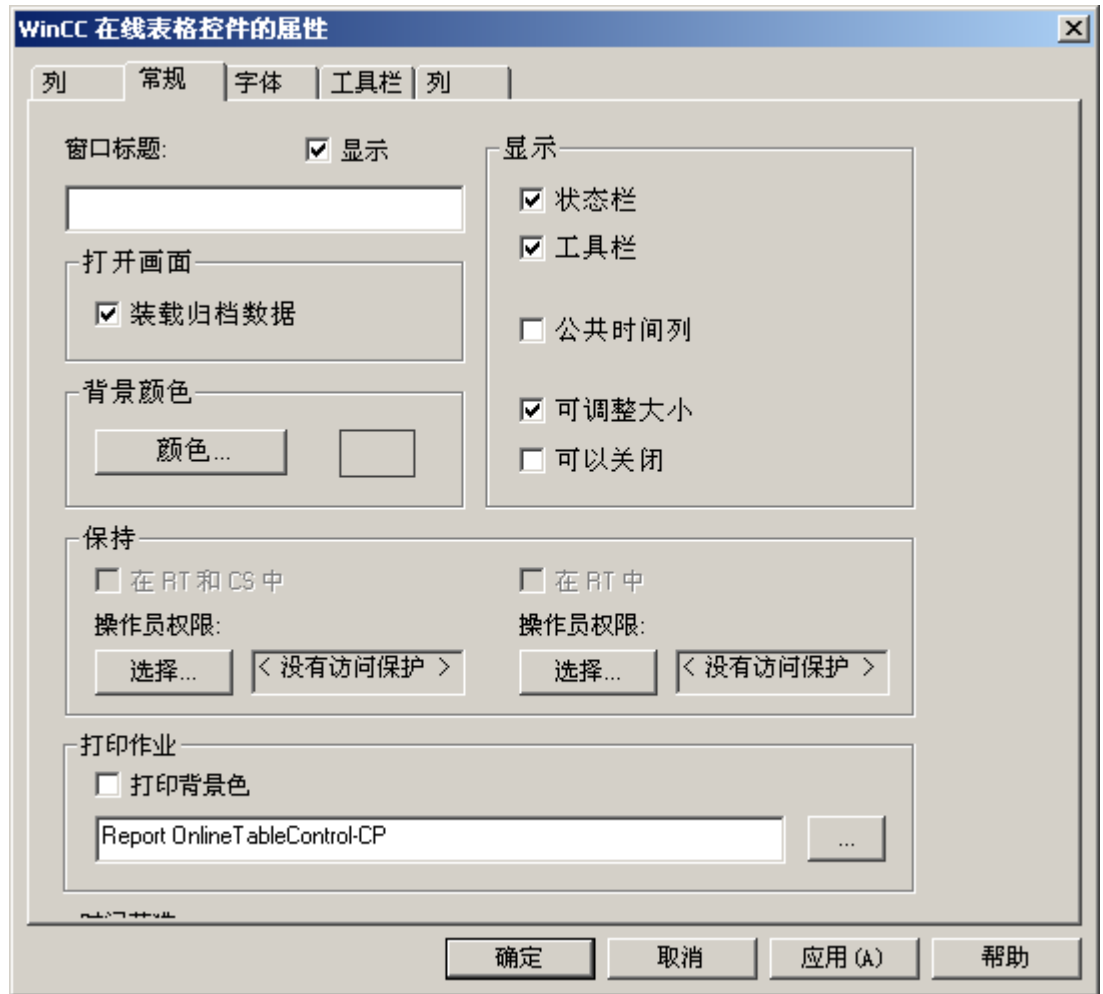 WinCC 在线表格控件的属性
列 常规 字体 工具栏 列
窗口标题: 显示
打开画面
装载归档数据
背景颜色
颜色...
显示
状态栏
工具栏
公共时间列
可调整大小
可以关闭
保持
在 RT 和 CS 中 在 RT 中
操作员权限: 操作员权限:
选择... < 没有访问保护 > 选择... < 没有访问保护 >
打印作业
打印背景色
Report OnlineTableControl-CP ...
确定 取消 应用(A) 帮助